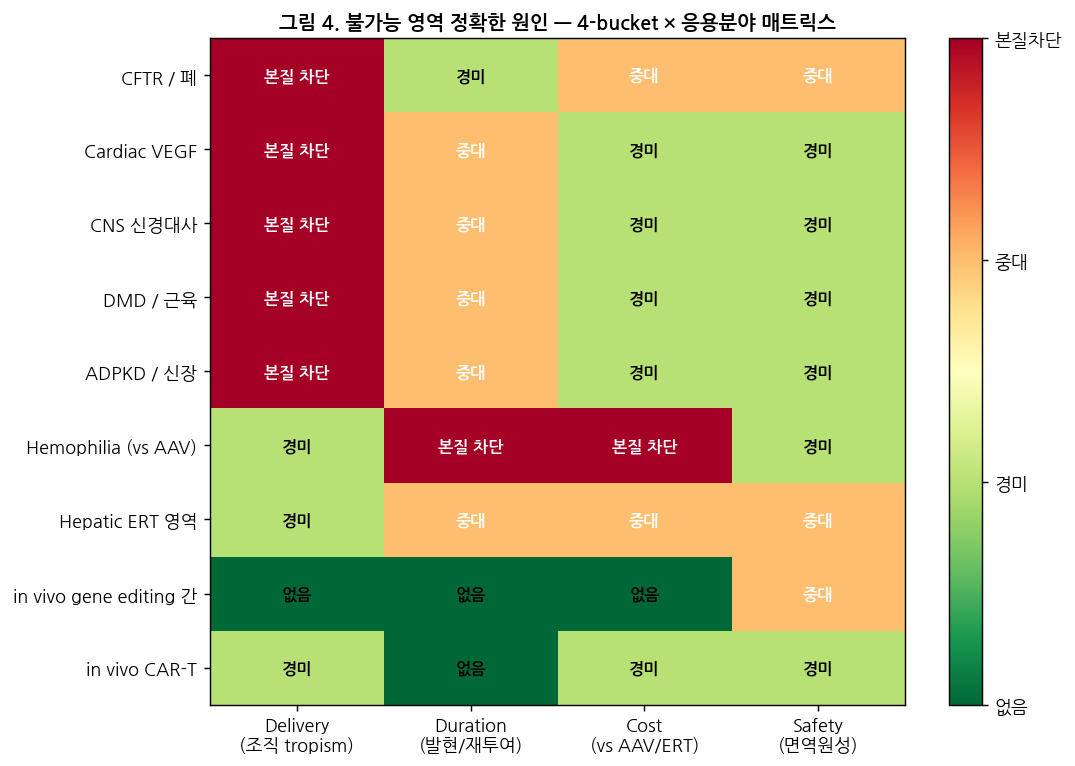 그림 4. 불가능 영역 정확한 원인 — 4-bucket × 응용분야 매트릭스
CFTR / 폐 본질 차단 경미 중대 중대
Cardiac VEGF 본질 차단 중대 경미 경미
CNS 신경대사 본질 차단 중대 경미 경미
DMD / 근육 본질 차단 중대 경미 경미
ADPKD / 신장 본질 차단 중대 경미 경미
Hemophilia (vs AAV) 경미 본질 차단 본질 차단 경미
Hepatic ERT 영역 경미 중대 중대 중대
in vivo gene editing 간 없음 없음 없음 중대
in vivo CAR-T 경미 없음 경미 경미
Delivery Duration Cost Safety
(조직 tropism) (발현/재투여) (vs AAV/ERT) (면역원성)
본질차단
중대
경미
없음